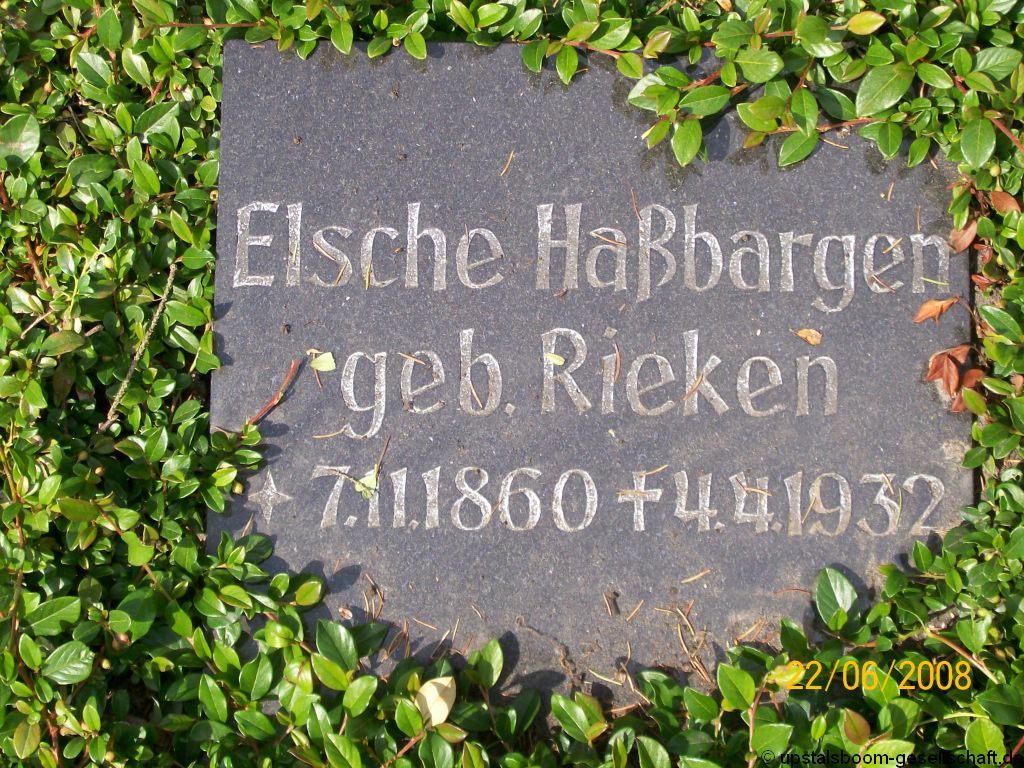 Elsche Haßbargen
geb. Rieken
7.11.1860 † 4.4.1932
22/06/2008
© upstalsboom-gesellschaft.de